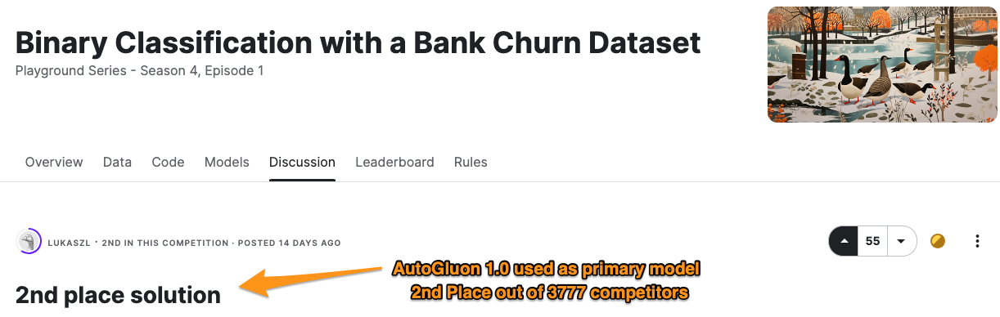 Binary Classification with a Bank Churn Dataset
Playground Series - Season 4, Episode 1
Overview Data Code Models Discussion Leaderboard Rules
LUKASZL · 2ND IN THIS COMPETITION · POSTED 14 DAYS AGO
55
AutoGluon 1.0 used as primary model
2nd Place out of 3777 competitors
2nd place solution